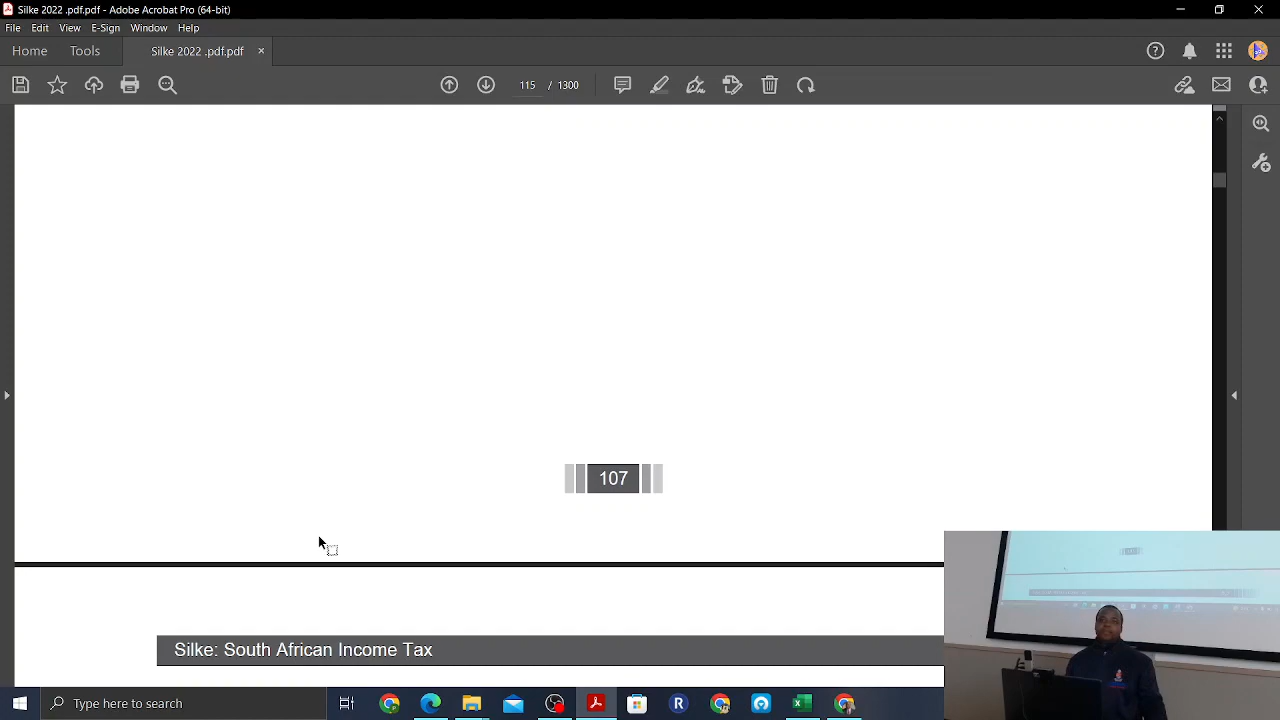 Silke 2022 .pdf.pdf - Adobe Acrobat Pro (64-bit)
File Edit View E-Sign Window Help
Home Tools Silke 2022 .pdf.pdf ×
115 / 1300
107
Silke: South African Income Tax
Type here to search